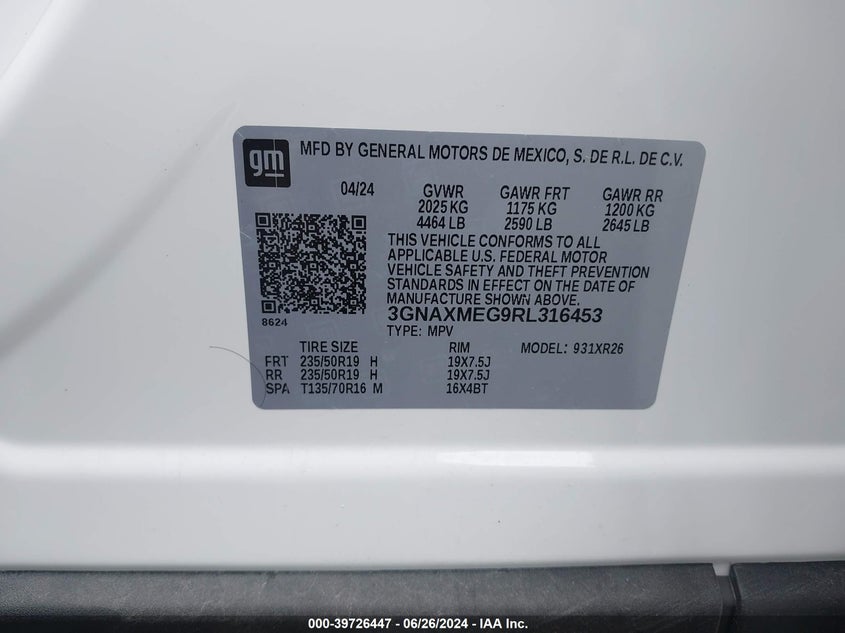 gm
MFD BY GENERAL MOTORS DE MEXICO, S. DE R.L. DE C.V.
04/24 GVWR GAWR FRT GAWR RR
2025 KG 1175 KG 1200 KG
4464 LB 2590 LB 2645 LB
THIS VEHICLE CONFORMS TO ALL
APPLICABLE U.S. FEDERAL MOTOR
VEHICLE SAFETY AND THEFT PREVENTION
STANDARDS IN EFFECT ON THE DATE OF
MANUFACTURE SHOWN ABOVE.
3GNAXMEG9RL316453
8624
TYPE: MPV
TIRE SIZE RIM MODEL: 931XR26
FRT 235/50R19 H 19X7.5J
RR 235/50R19 H 19X7.5J
SPA T135/70R16 M 16X4BT
000-39726447 - 06/26/2024 - IAA Inc.